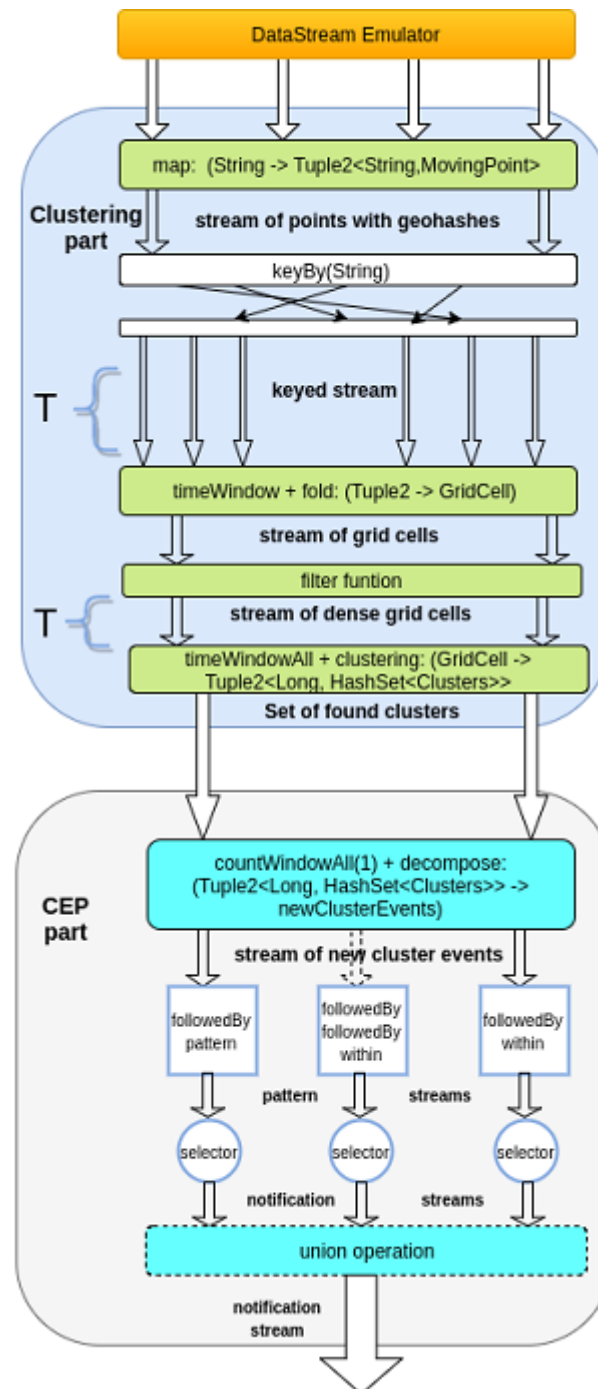 DataStream Emulator
map: (String -> Tuple2<String,MovingPoint>
Clustering
part
stream of points with geohashes
keyBy(String)
T
keyed stream
timeWindow + fold: (Tuple2 -> GridCell)
stream of grid cells
filter funtion
T
stream of dense grid cells
timeWindowAll + clustering: (GridCell ->
Tuple2<Long, HashSet<Clusters>>
Set of found clusters
CEP
part
countWindowAll(1) + decompose:
(Tuple2<Long, HashSet<Clusters>> ->
newClusterEvents)
stream of new cluster events
followedBy
pattern
followedBy
followedBy
within
followedBy
within
pattern streams
selector
selector
selector
notification streams
union operation
notification
stream